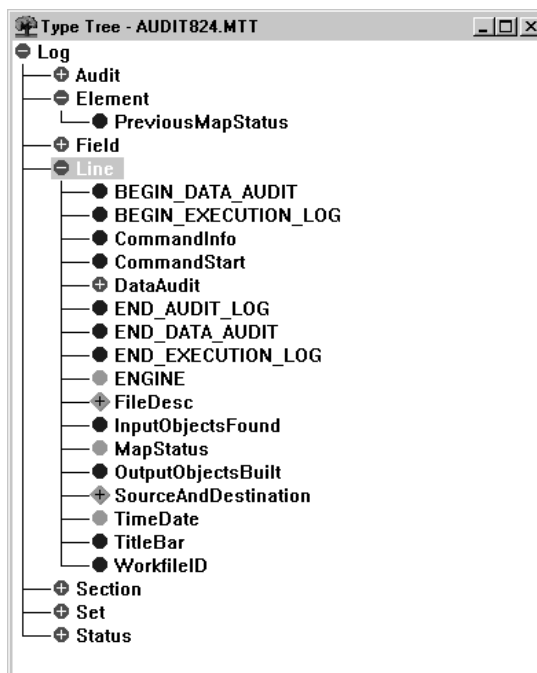 Type Tree - AUDIT824.MTT
Log
Audit
Element
PreviousMapStatus
Field
Line
BEGIN_DATA_AUDIT
BEGIN_EXECUTION_LOG
CommandInfo
CommandStart
DataAudit
END_AUDIT_LOG
END_DATA_AUDIT
END_EXECUTION_LOG
ENGINE
FileDesc
InputObjectsFound
MapStatus
OutputObjectsBuilt
SourceAndDestination
TimeDate
TitleBar
WorkfileID
Section
Set
Status